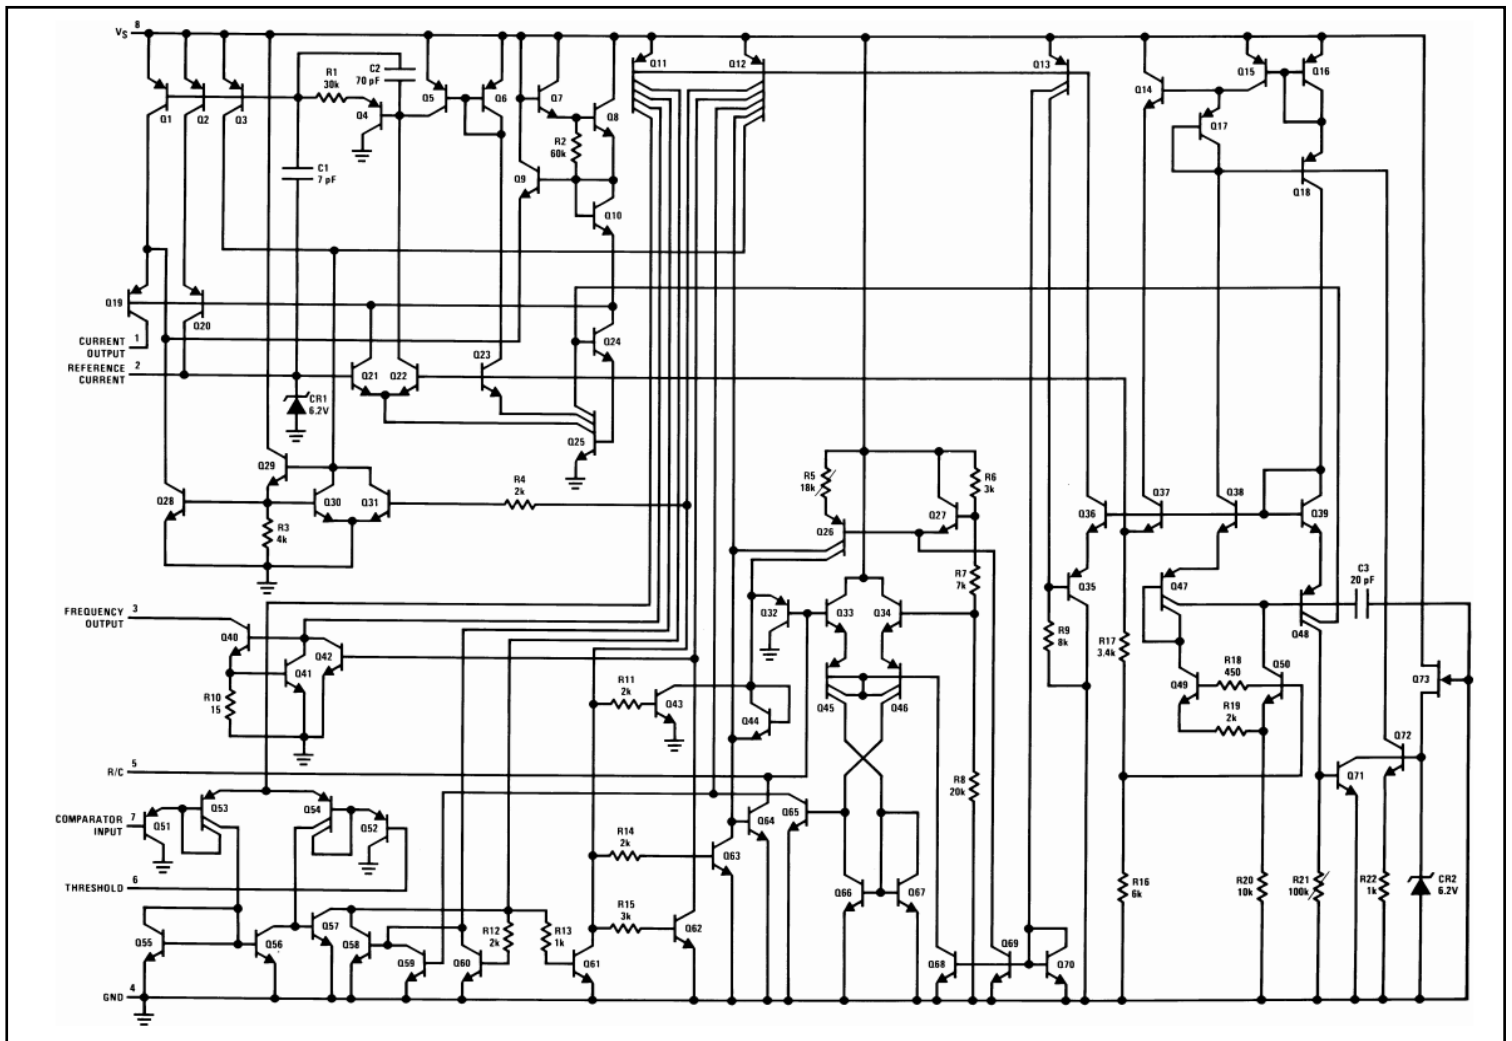 VS 8
R1
30k
C2
70 pF
Q1
Q2
Q3
Q4
Q5
Q6
Q7
Q8
Q11
Q12
Q13
Q14
Q15
Q16
Q17
Q18
R2
60k
C1
7 pF
Q9
Q10
Q19
Q20
CURRENT OUTPUT 1
REFERENCE CURRENT 2
Q21
Q22
Q23
Q24
CR1
6.2V
Q25
Q29
Q28
Q30
Q31
R3
4k
R4
2k
R5
18k
R6
3k
Q26
Q27
R7
7k
Q36
Q37
Q38
Q39
Q35
Q47
C3
20 pF
Q48
FREQUENCY OUTPUT 3
Q40
Q41
Q42
R10
15
Q32
Q33
Q34
R9
8k
R17
3.4k
R18
450
Q49
Q50
R19
2k
Q73
R11
2k
Q43
Q44
Q45
Q46
Q72
Q71
R/C 5
R8
20k
COMPARATOR INPUT 7
Q51
Q53
Q54
Q52
R14
2k
Q63
Q64
Q65
THRESHOLD 6
Q66
Q67
R16
6k
R20
10k
R21
100k
R22
1k
CR2
6.2V
Q55
Q56
Q57
Q58
Q59
Q60
R12
2k
R13
1k
Q61
R15
3k
Q62
Q68
Q69
Q70
GND 4